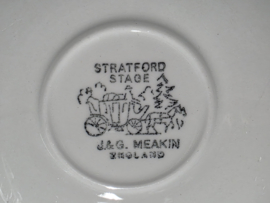 STRATFORD
STAGE
J.&G. MEAKIN
ENGLAND